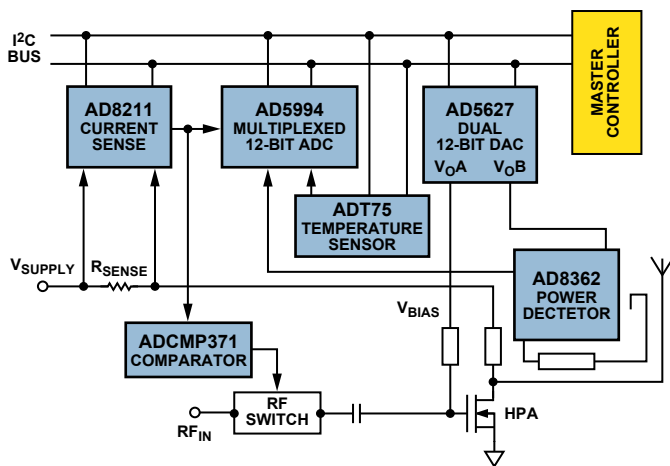 I²C
BUS
AD8211
CURRENT
SENSE
AD5994
MULTIPLEXED
12-BIT ADC
AD5627
DUAL
12-BIT DAC
VOA VOB
MASTER
CONTROLLER
ADT75
TEMPERATURE
SENSOR
VSUPPLY
RSENSE
AD8362
POWER
DECTETOR
VBIAS
ADCMP371
COMPARATOR
RF
SWITCH
RFIN
HPA